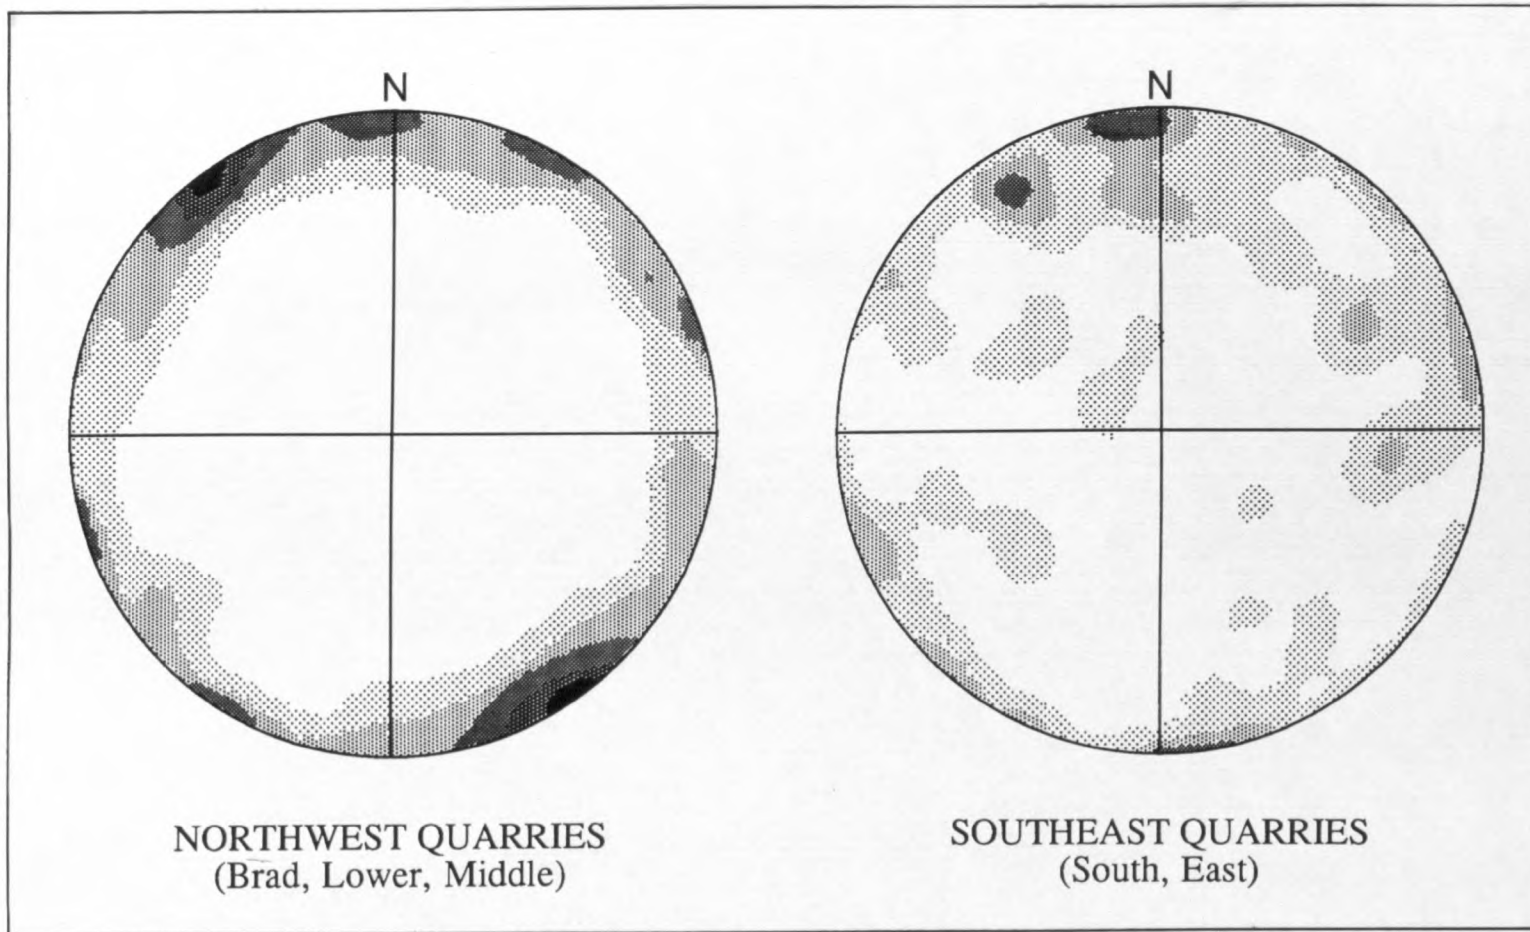 N
N
NORTHWEST QUARRIES
(Brad, Lower, Middle)
SOUTHEAST QUARRIES
(South, East)